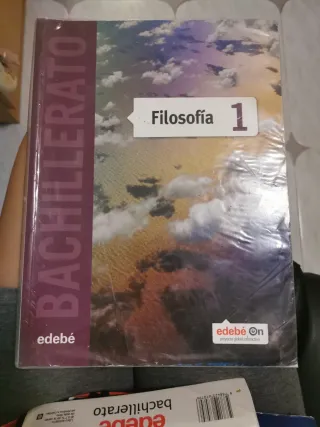 BACHILLERATO
Filosofía 1
edebé On
edebé
edebé
bachillerato